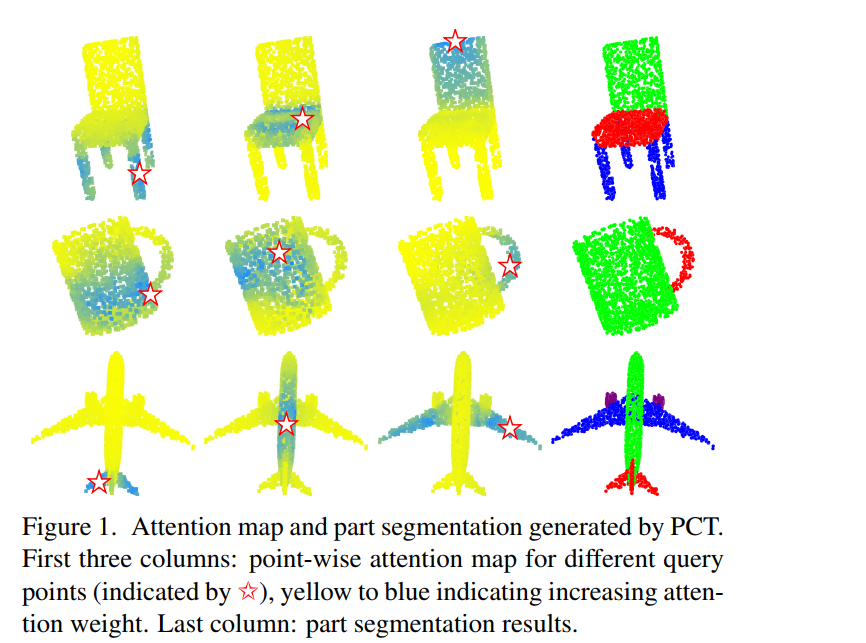 Figure 1. Attention map and part segmentation generated by PCT.
First three columns: point-wise attention map for different query
points (indicated by ☆), yellow to blue indicating increasing atten-
tion weight. Last column: part segmentation results.